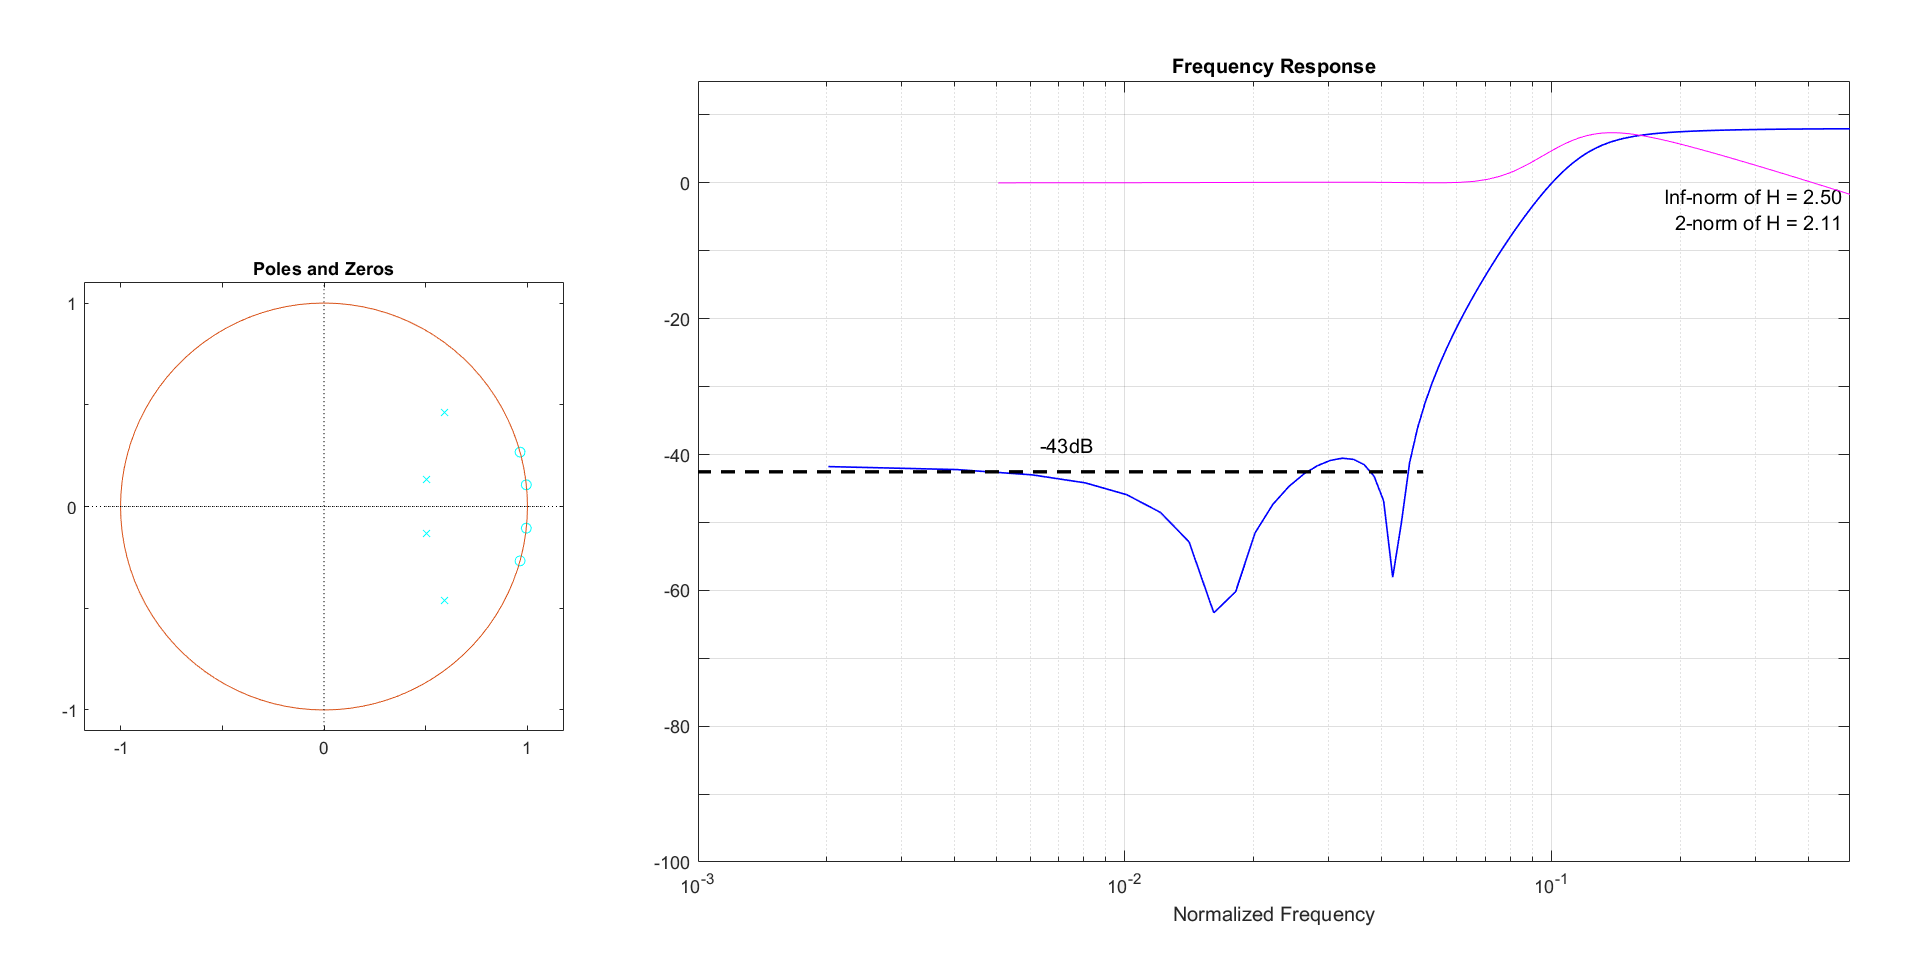 Poles and Zeros
1
0
-1
-1
0
1
Frequency Response
0
-20
-40
-60
-80
-100
-43dB
Inf-norm of H = 2.50
2-norm of H = 2.11
10^-3
10^-2
10^-1
Normalized Frequency